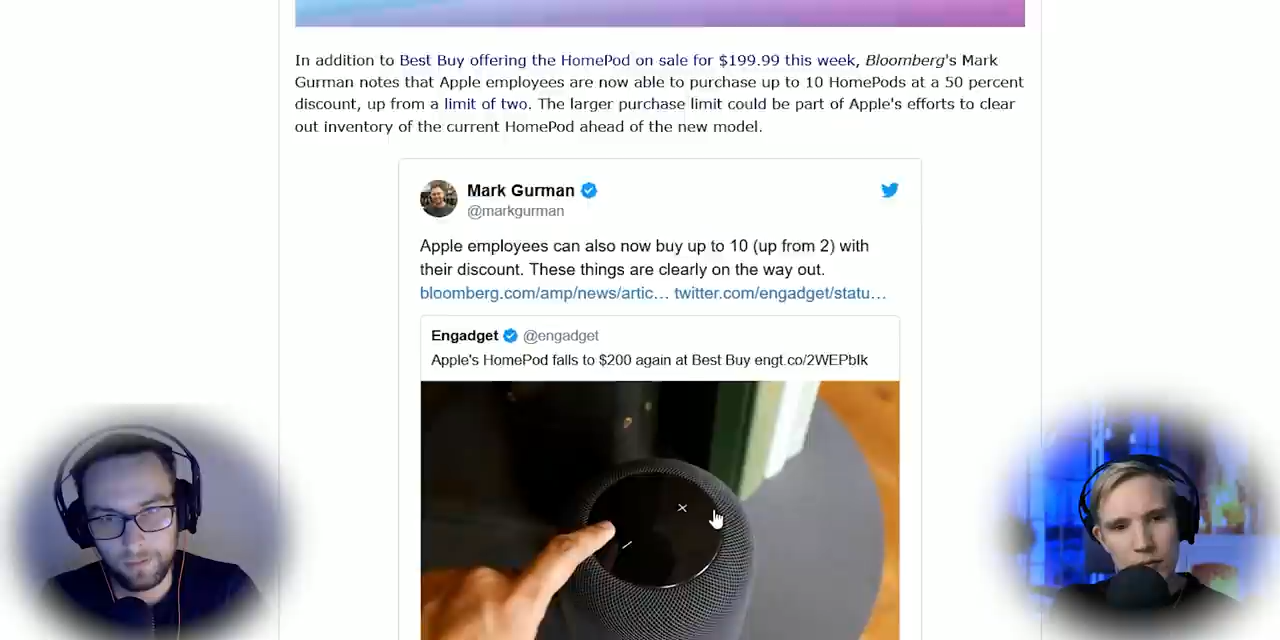 In addition to Best Buy offering the HomePod on sale for $199.99 this week, Bloomberg's Mark
Gurman notes that Apple employees are now able to purchase up to 10 HomePods at a 50 percent
discount, up from a limit of two. The larger purchase limit could be part of Apple's efforts to clear
out inventory of the current HomePod ahead of the new model.
Mark Gurman
@markgurman
Apple employees can also now buy up to 10 (up from 2) with
their discount. These things are clearly on the way out.
bloomberg.com/amp/news/artic… twitter.com/engadget/statu…
Engadget @engadget
Apple's HomePod falls to $200 again at Best Buy engt.co/2WEPbIk